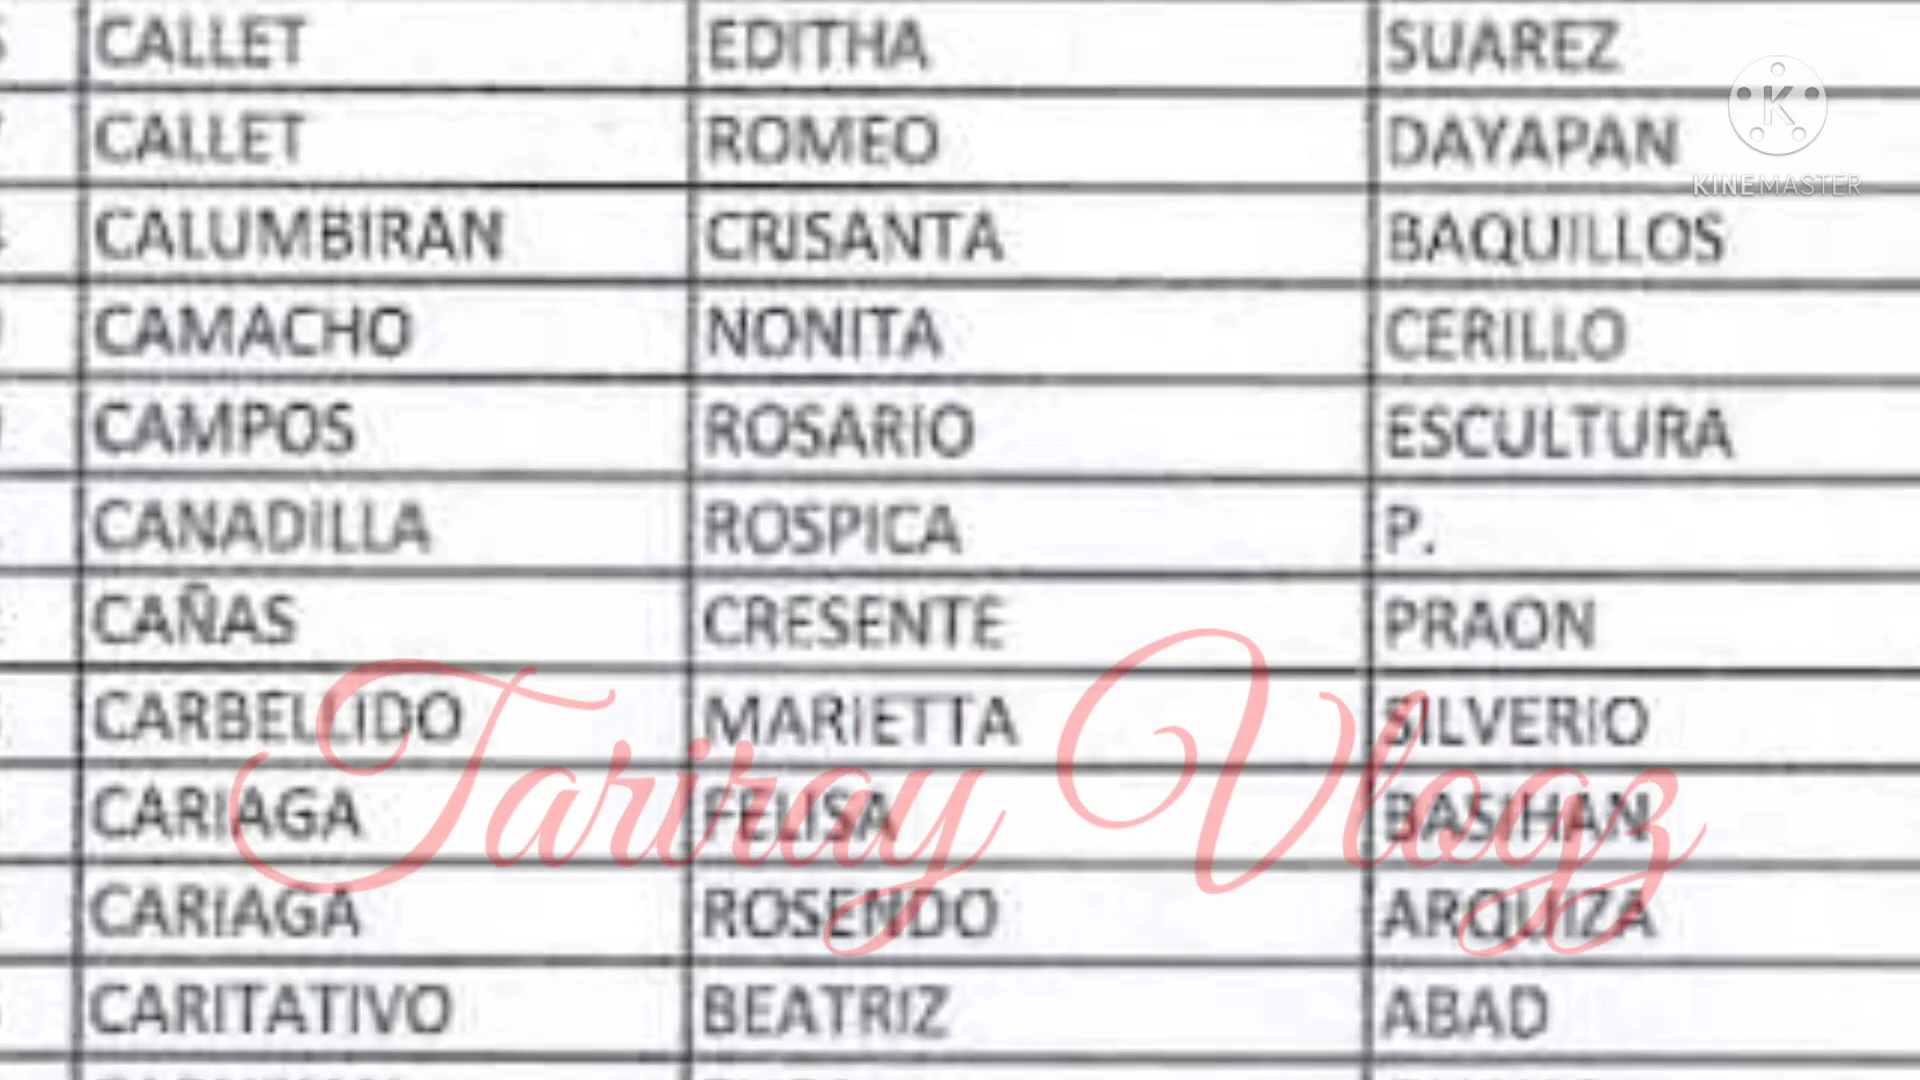 CALLET EDITHA SUAREZ
CALLET ROMEO DAYAPAN
KINEMASTER
CALUMBIRAN CRISANTA BAQUILLOS
CAMACHO NONITA CERILLO
CAMPOS ROSARIO ESCULTURA
CANADILLA ROSPICA P.
CAÑAS CRESENTE PRAON
CARBELLIDO MARIETTA SILVERIO
Tariray Vlogz
CARIAGA FELISA BASIHAN
CARIAGA ROSENDO ARQUIZA
CARITATIVO BEATRIZ ABAD